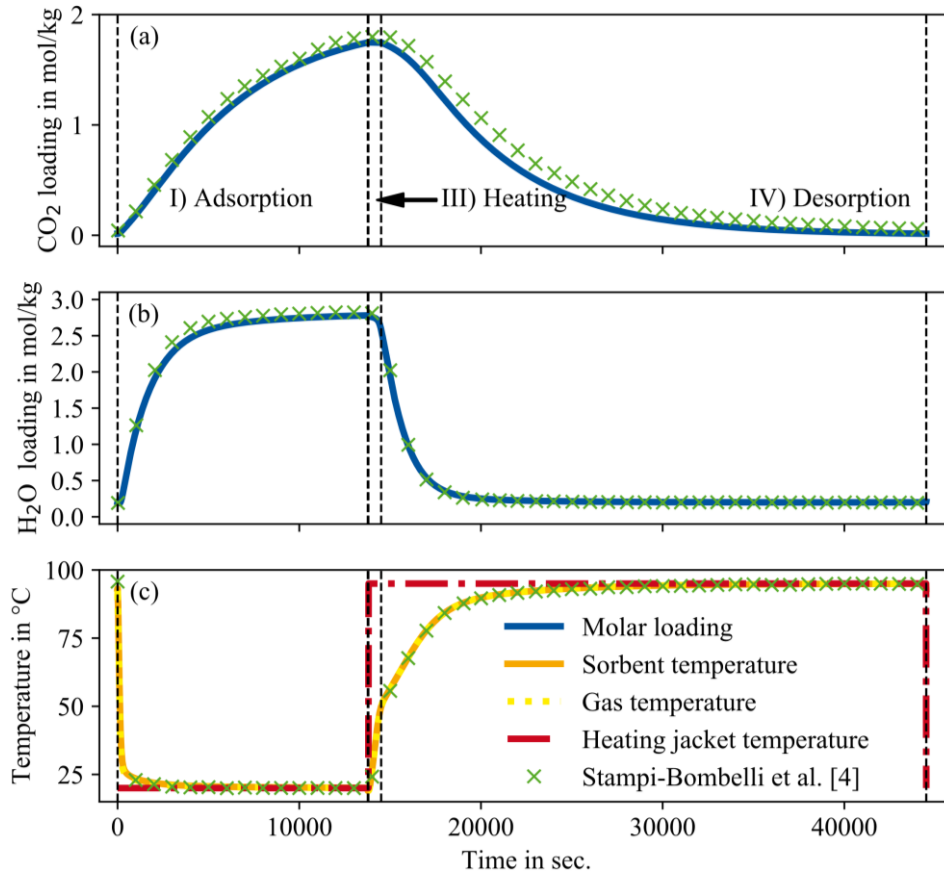 2
(a)
CO₂ loading in mol/kg
1
I) Adsorption
III) Heating
IV) Desorption
0
3.0
(b)
H₂O loading in mol/kg
2.5
2.0
1.5
1.0
0.5
0.0
100
(c)
Temperature in °C
75
50
25
Molar loading
Sorbent temperature
Gas temperature
Heating jacket temperature
Stampi-Bombelli et al. [4]
0 10000 20000 30000 40000
Time in sec.